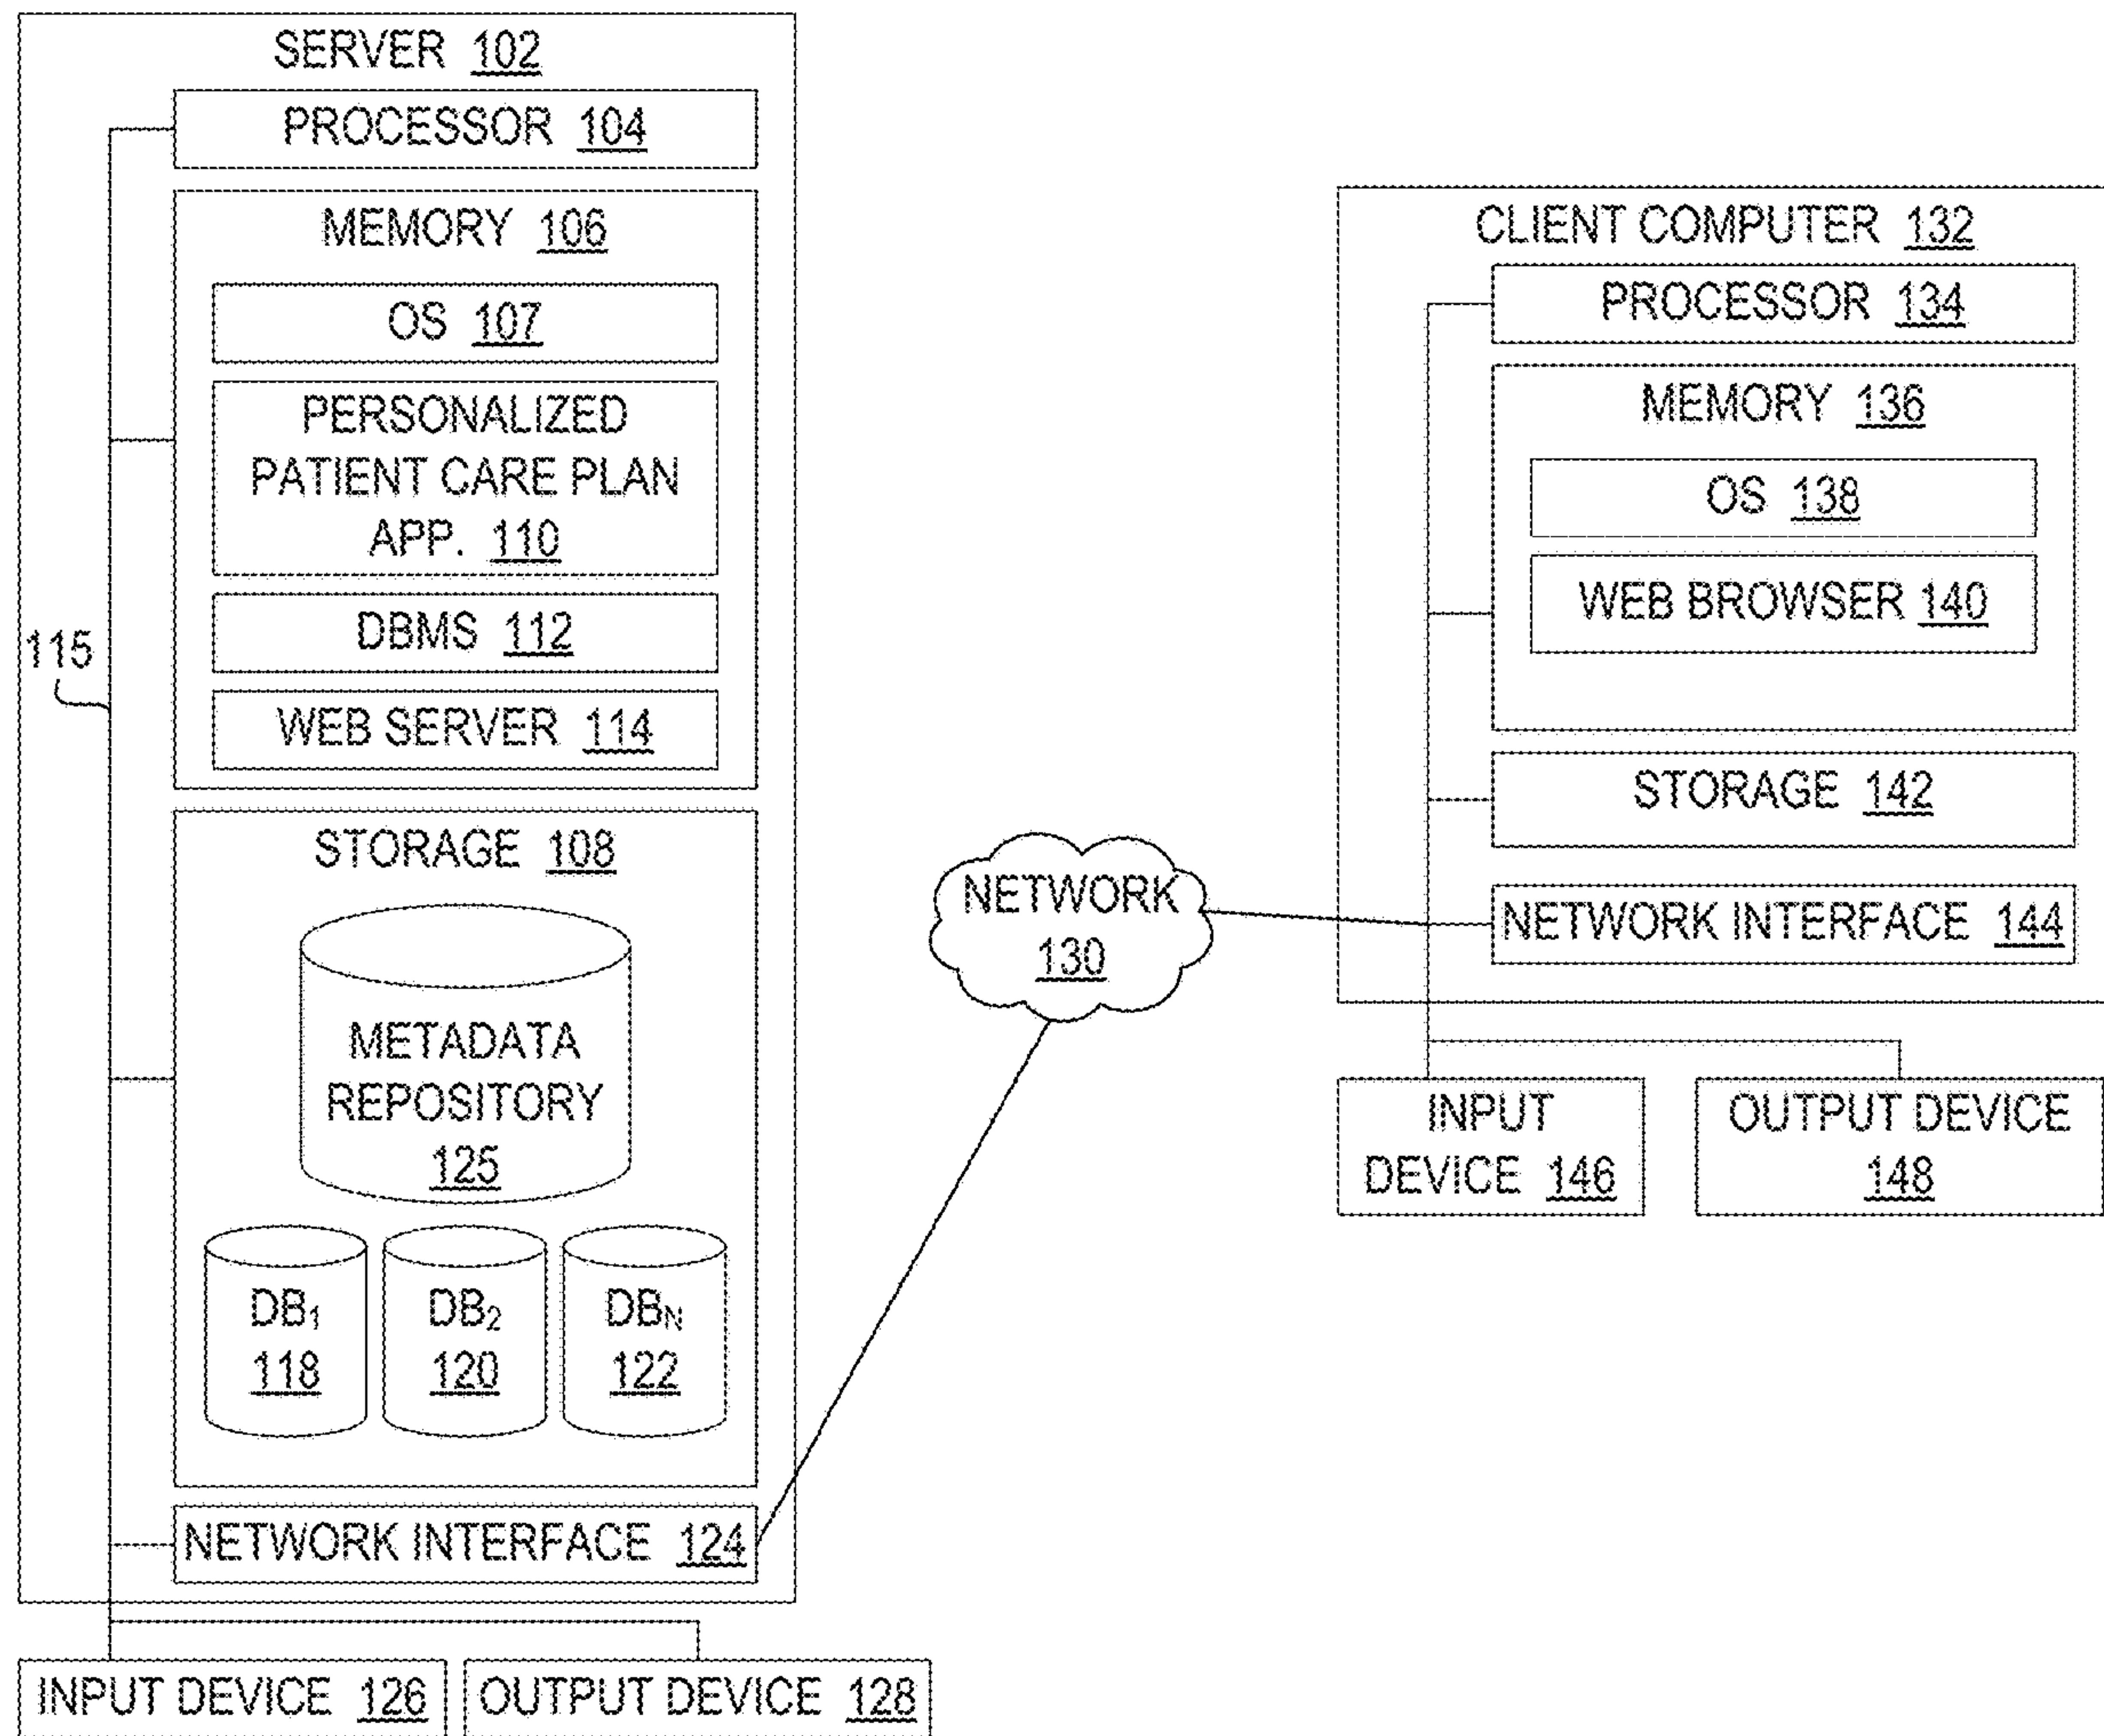 SERVER 102
PROCESSOR 104
MEMORY 106
OS 107
PERSONALIZED
PATIENT CARE PLAN
APP. 110
DBMS 112
WEB SERVER 114
115
STORAGE 108
METADATA
REPOSITORY
125
DB₁
118
DB₂
120
DB_N
122
NETWORK INTERFACE 124
INPUT DEVICE 126
OUTPUT DEVICE 128
NETWORK
130
CLIENT COMPUTER 132
PROCESSOR 134
MEMORY 136
OS 138
WEB BROWSER 140
STORAGE 142
NETWORK INTERFACE 144
INPUT
DEVICE 146
OUTPUT DEVICE
148